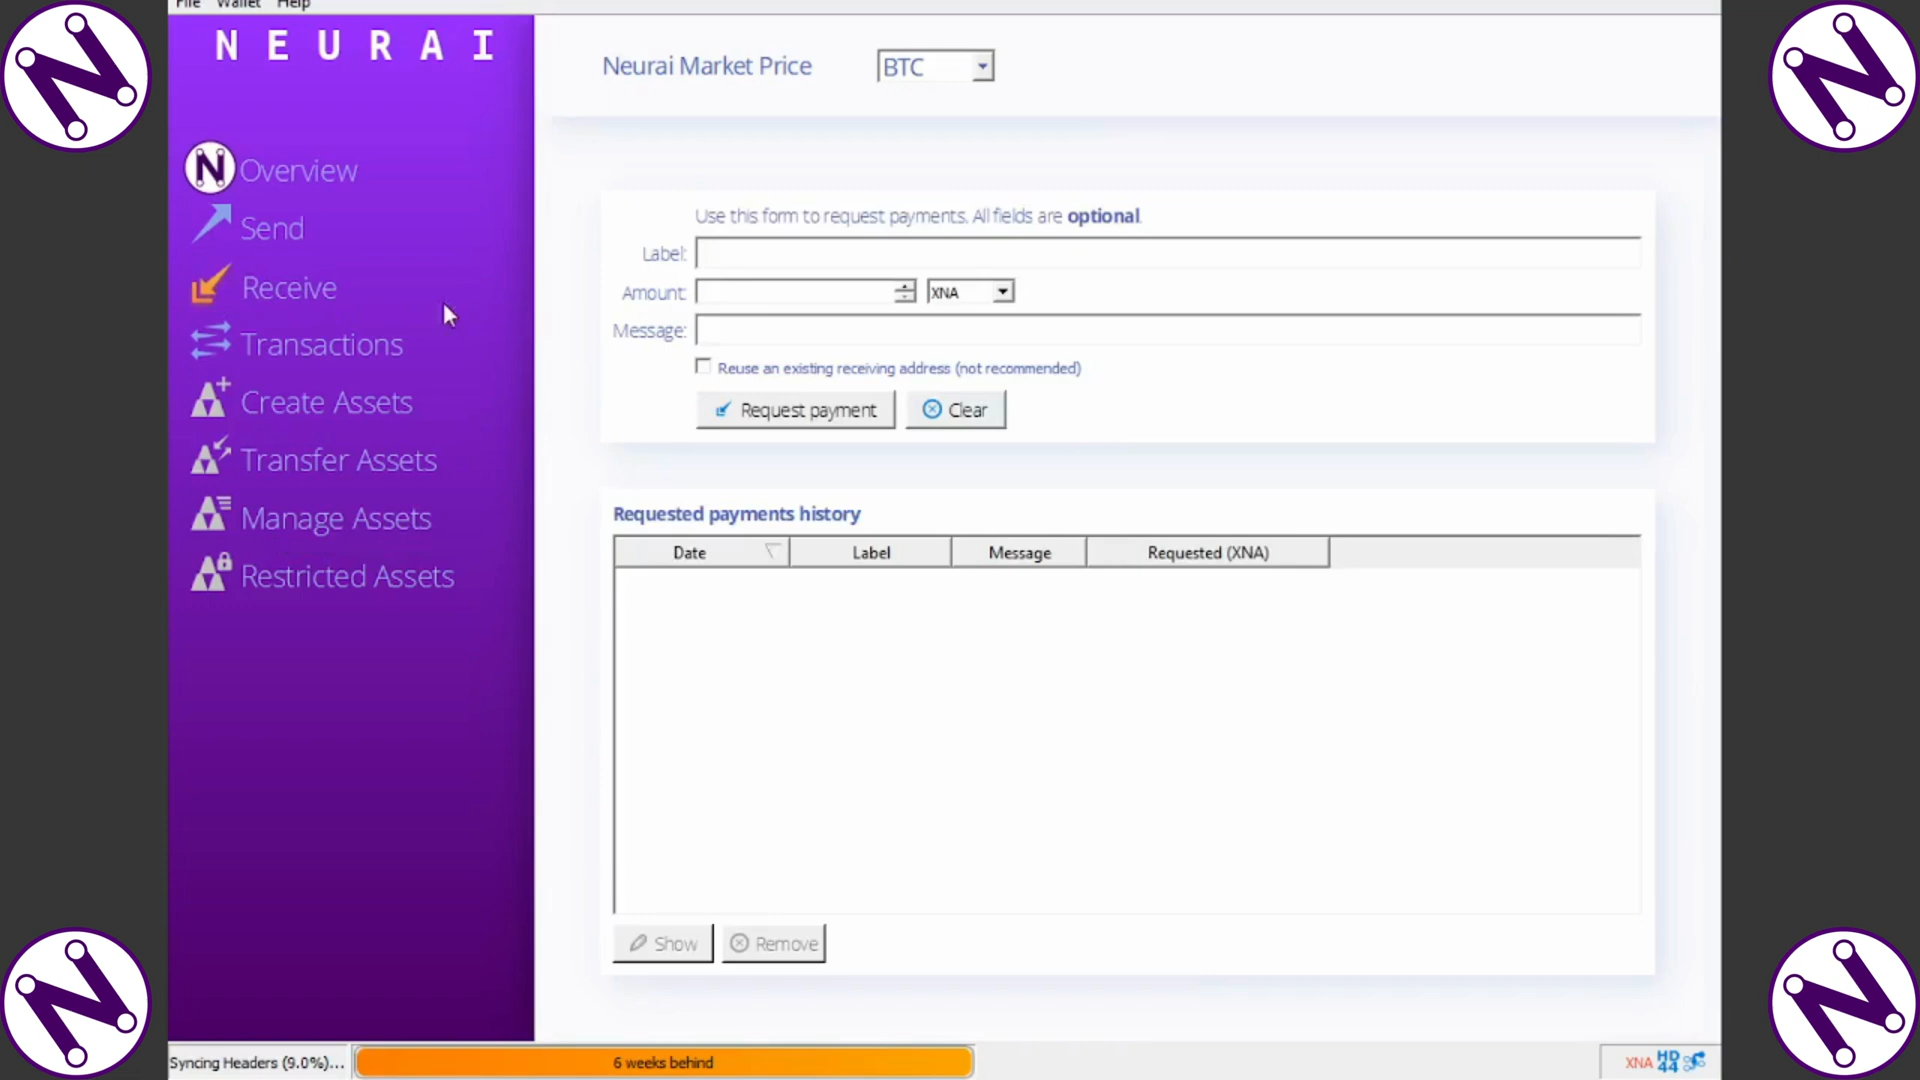 File Wallet Help
NEURAI
Neurai Market Price BTC
Overview
Send
Receive
Transactions
Create Assets
Transfer Assets
Manage Assets
Restricted Assets
Use this form to request payments. All fields are optional.
Label:
Amount: XNA
Message:
Reuse an existing receiving address (not recommended)
Request payment Clear
Requested payments history
Date Label Message Requested (XNA)
Show Remove
Syncing Headers (9.0%)... 6 weeks behind XNA HD 44